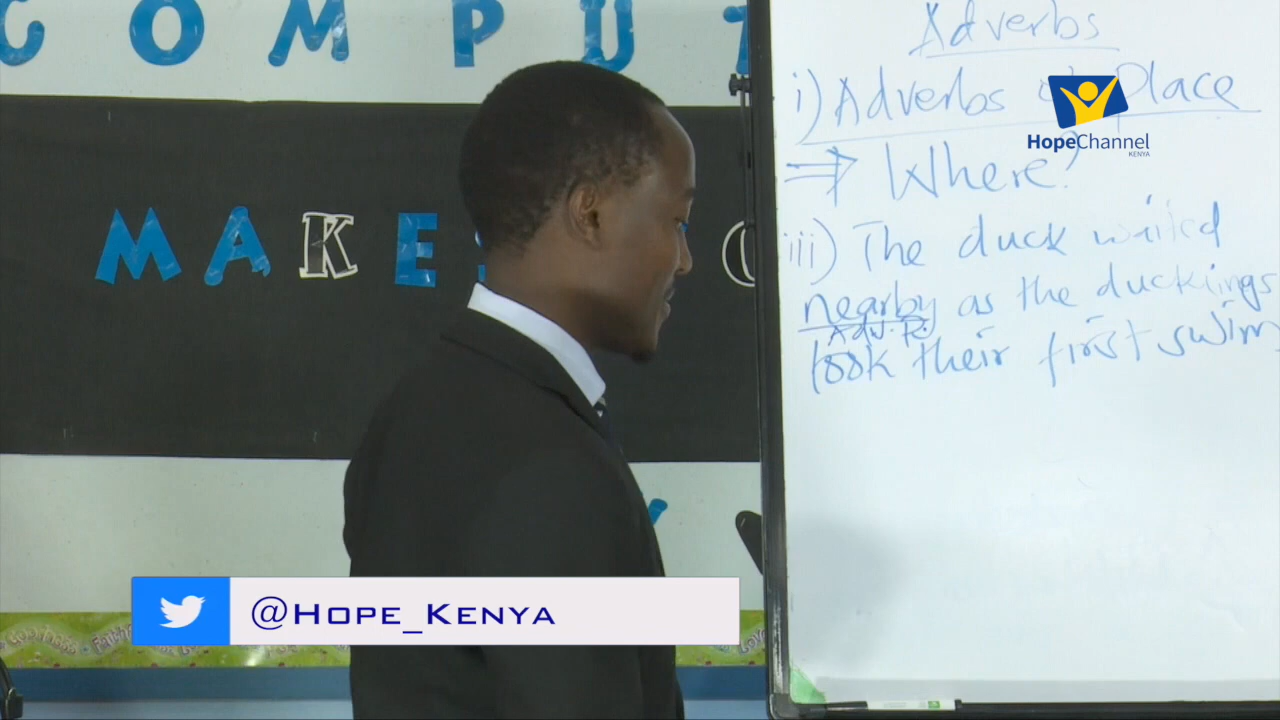 COMPUT
MAKE
Adverbs
i) Adverbs of Place
HopeChannel
KENYA
⇒ Where?
iii) The duck waited
nearby as the ducklings
Adv. P.
took their first swim
@HOPE_KENYA